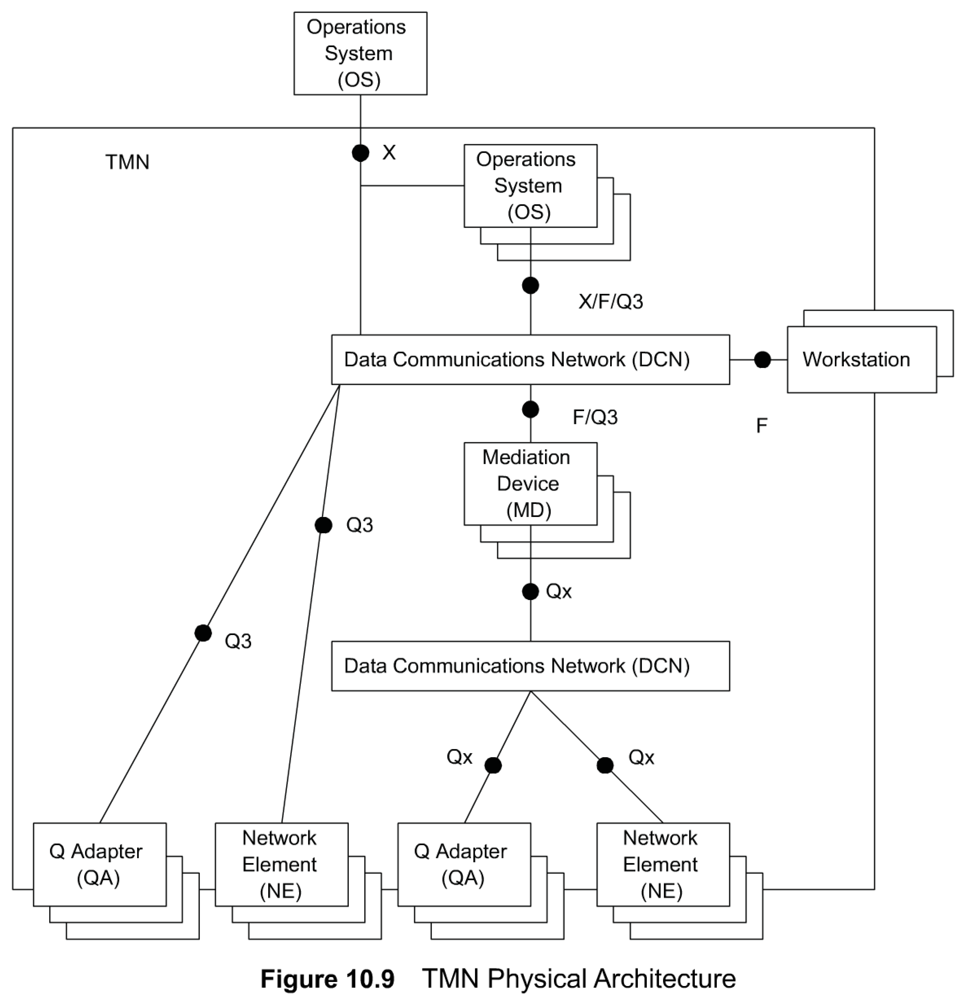 Operations
System
(OS)
TMN
X
Operations
System
(OS)
X/F/Q3
Data Communications Network (DCN)
Workstation
F/Q3
F
Mediation
Device
(MD)
Q3
Qx
Q3
Data Communications Network (DCN)
Qx
Qx
Q Adapter
(QA)
Network
Element
(NE)
Q Adapter
(QA)
Network
Element
(NE)
Figure 10.9 TMN Physical Architecture